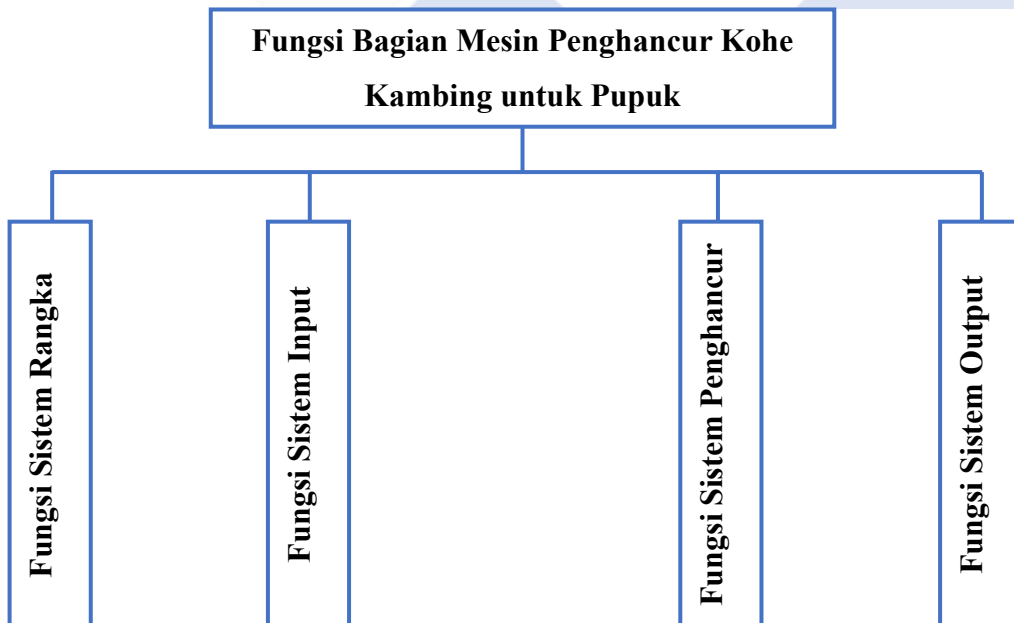 Fungsi Bagian Mesin Penghancur Kohe
Kambing untuk Pupuk
Fungsi Sistem Rangka
Fungsi Sistem Input
Fungsi Sistem Penghancur
Fungsi Sistem Output